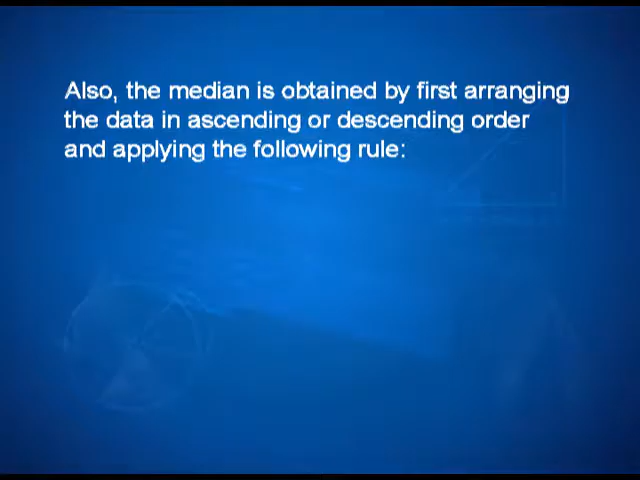 Also, the median is obtained by first arranging
the data in ascending or descending order
and applying the following rule: